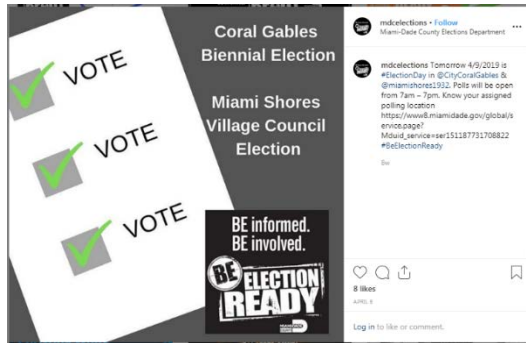 Coral Gables
Biennial Election
Miami Shores
Village Council
Election
VOTE
VOTE
VOTE
BE informed.
BE involved.
BE ELECTION
READY
mdcelections • Follow
Miami-Dade County Elections Department
mdcelections Tomorrow 4/9/2019 is
#ElectionDay in @CityCoralGables &
@miamishores1932. Polls will be open
from 7am – 7pm. Know your assigned
polling location
https://www8.miamidade.gov/global/s
ervice.page?
Mduid_service=ser151187731708822
#BeElectionReady
8w
8 likes
APRIL 8
Log in to like or comment.